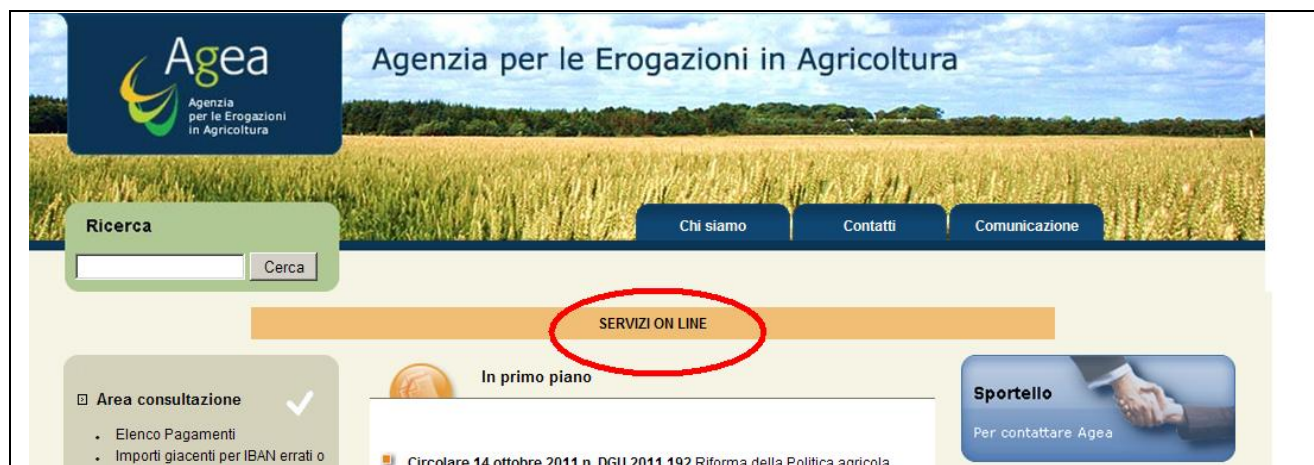 Agea
Agenzia
per le Erogazioni
in Agricoltura
Agenzia per le Erogazioni in Agricoltura
Ricerca
Cerca
Chi siamo
Contatti
Comunicazione
SERVIZI ON LINE
Area consultazione
Elenco Pagamenti
Importi giacenti per IBAN errati o
In primo piano
Circolare 14 ottobre 2011 n. DGU.2011.192 Riforma della Politica agricola
Sportello
Per contattare Agea